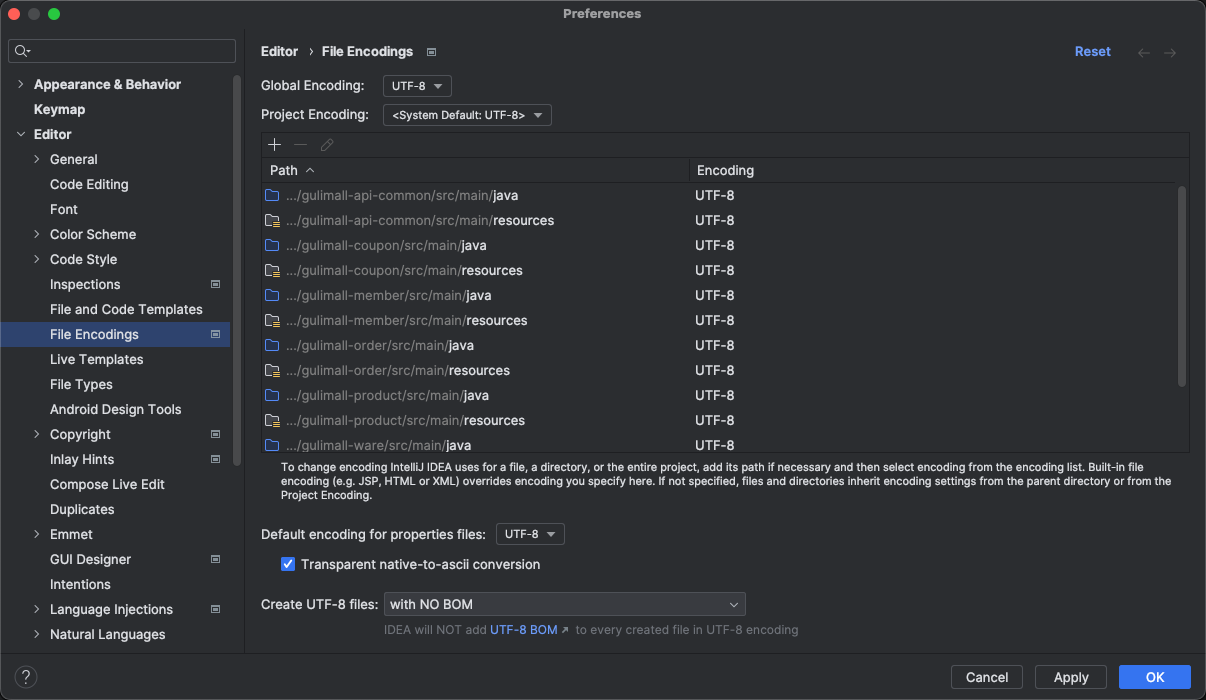 Preferences
Appearance & Behavior
Keymap
Editor
General
Code Editing
Font
Color Scheme
Code Style
Inspections
File and Code Templates
File Encodings
Live Templates
File Types
Android Design Tools
Copyright
Inlay Hints
Compose Live Edit
Duplicates
Emmet
GUI Designer
Intentions
Language Injections
Natural Languages
Editor › File Encodings
Reset
Global Encoding: UTF-8
Project Encoding: <System Default: UTF-8>
Path Encoding
.../gulimall-api-common/src/main/java UTF-8
.../gulimall-api-common/src/main/resources UTF-8
.../gulimall-coupon/src/main/java UTF-8
.../gulimall-coupon/src/main/resources UTF-8
.../gulimall-member/src/main/java UTF-8
.../gulimall-member/src/main/resources UTF-8
.../gulimall-order/src/main/java UTF-8
.../gulimall-order/src/main/resources UTF-8
.../gulimall-product/src/main/java UTF-8
.../gulimall-product/src/main/resources UTF-8
.../gulimall-ware/src/main/java UTF-8
To change encoding IntelliJ IDEA uses for a file, a directory, or the entire project, add its path if necessary and then select encoding from the encoding list. Built-in file
encoding (e.g. JSP, HTML or XML) overrides encoding you specify here. If not specified, files and directories inherit encoding settings from the parent directory or from the
Project Encoding.
Default encoding for properties files: UTF-8
Transparent native-to-ascii conversion
Create UTF-8 files: with NO BOM
IDEA will NOT add UTF-8 BOM ↗ to every created file in UTF-8 encoding
?
Cancel
Apply
OK